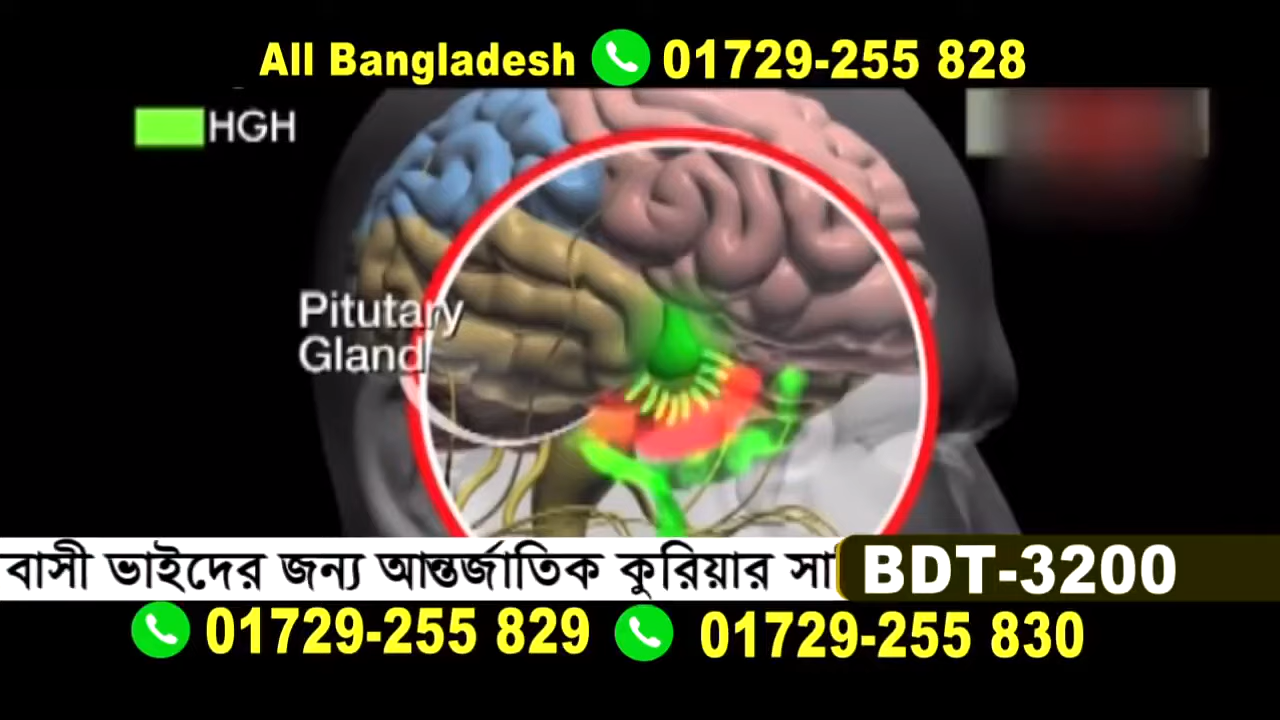 All Bangladesh 01729-255 828
HGH
Pitutary
Gland
বাসী ভাইদের জন্য আন্তর্জাতিক কুরিয়ার
BDT-3200
01729-255 829 01729-255 830